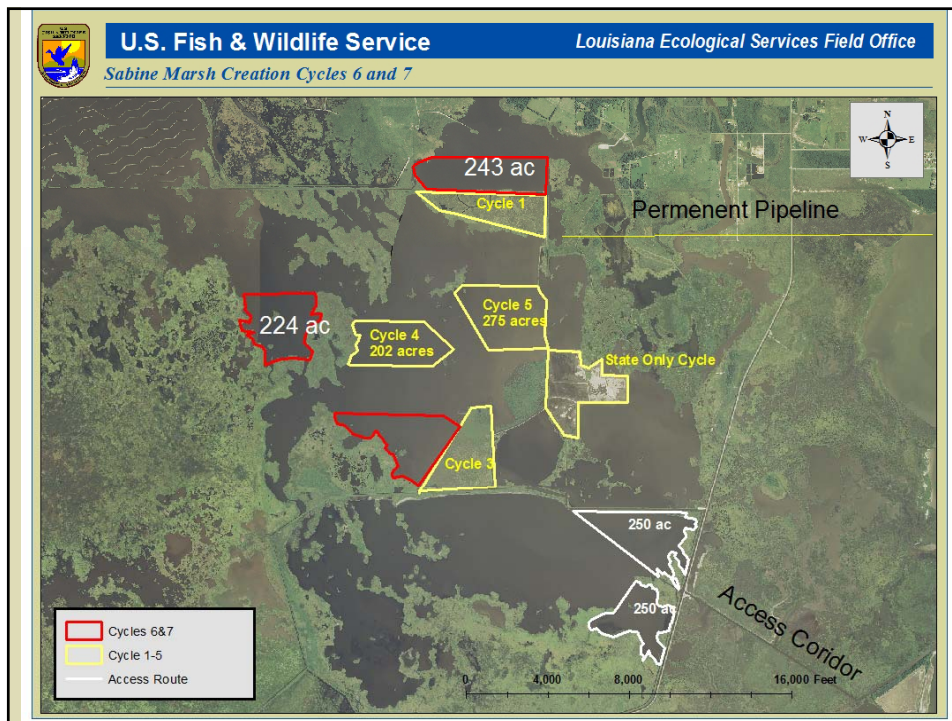 U.S. Fish & Wildlife Service
Louisiana Ecological Services Field Office
Sabine Marsh Creation Cycles 6 and 7
N
W E
S
243 ac
Cycle 1
Permenent Pipeline
224 ac
Cycle 5
275 acres
Cycle 4
202 acres
State Only Cycle
Cycle 3
250 ac
250 ac
Access Coridor
Cycles 6&7
Cycle 1-5
Access Route
0 4,000 8,000 16,000 Feet